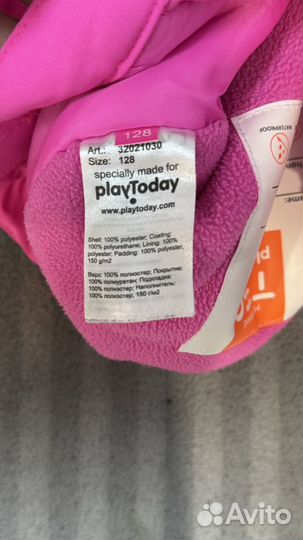 128
Art.: 32021030
Size: 128
specially made for
playToday
www.playtoday.com
Shell: 100% polyester; Coating:
100% polyurethane; Lining: 100%
polyester; Padding: 100% polyester,
150 g/m2
Верх: 100% полиэстер; Покрытие:
100% полиуретан; Подкладка:
100% полиэстер; Наполнитель:
100% полиэстер, 150 г/м2
WATERPROOF
Avito